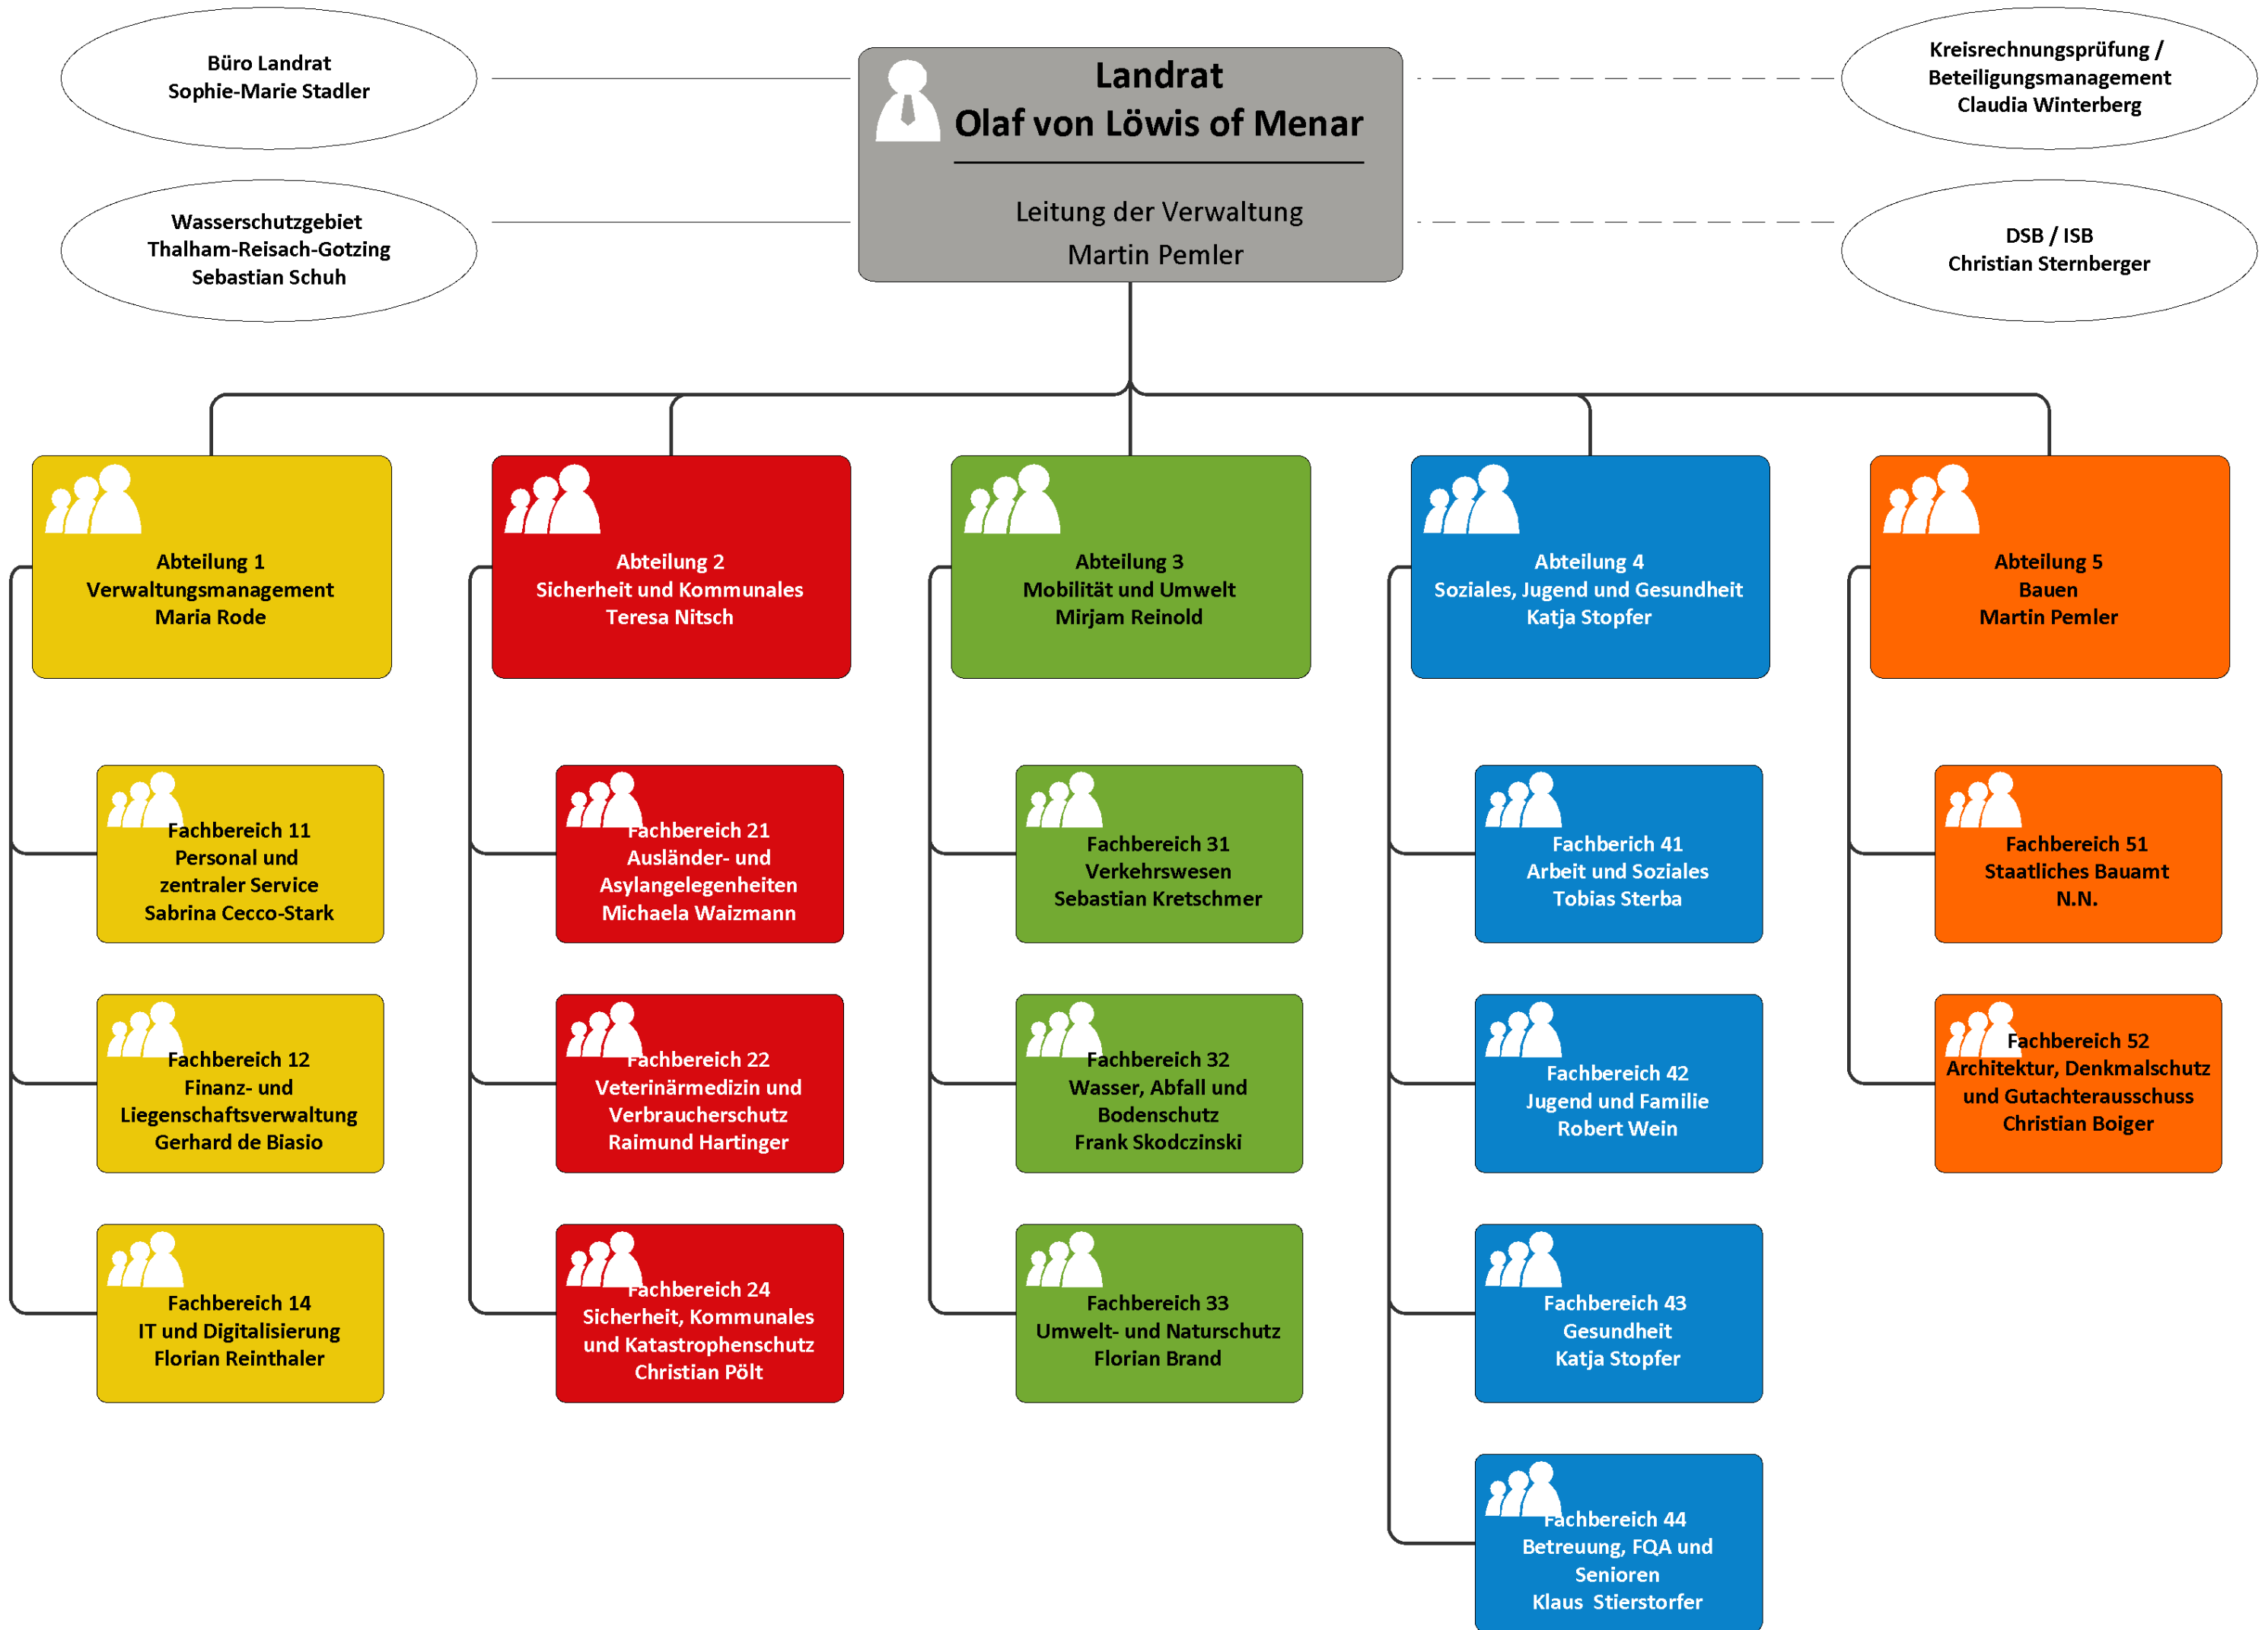 Büro Landrat
Sophie-Marie Stadler
Landrat
Olaf von Löwis of Menar
Leitung der Verwaltung
Martin Pemler
Kreisrechnungsprüfung /
Beteiligungsmanagement
Claudia Winterberg
Wasserschutzgebiet
Thalham-Reisach-Gotzing
Sebastian Schuh
DSB / ISB
Christian Sternberger
Abteilung 1
Verwaltungsmanagement
Maria Rode
Abteilung 2
Sicherheit und Kommunales
Teresa Nitsch
Abteilung 3
Mobilität und Umwelt
Mirjam Reinold
Abteilung 4
Soziales, Jugend und Gesundheit
Katja Stopfer
Abteilung 5
Bauen
Martin Pemler
Fachbereich 11
Personal und
zentraler Service
Sabrina Cecco-Stark
Fachbereich 21
Ausländer- und
Asylangelegenheiten
Michaela Waizmann
Fachbereich 31
Verkehrswesen
Sebastian Kretschmer
Fachberich 41
Arbeit und Soziales
Tobias Sterba
Fachbereich 51
Staatliches Bauamt
N.N.
Fachbereich 12
Finanz- und
Liegenschaftsverwaltung
Gerhard de Biasio
Fachbereich 22
Veterinärmedizin und
Verbraucherschutz
Raimund Hartinger
Fachbereich 32
Wasser, Abfall und
Bodenschutz
Frank Skodczinski
Fachbereich 42
Jugend und Familie
Robert Wein
Fachbereich 52
Architektur, Denkmalschutz
und Gutachterausschuss
Christian Boiger
Fachbereich 14
IT und Digitalisierung
Florian Reinthaler
Fachbereich 24
Sicherheit, Kommunales
und Katastrophenschutz
Christian Pölt
Fachbereich 33
Umwelt- und Naturschutz
Florian Brand
Fachbereich 43
Gesundheit
Katja Stopfer
Fachbereich 44
Betreuung, FQA und
Senioren
Klaus Stierstorfer